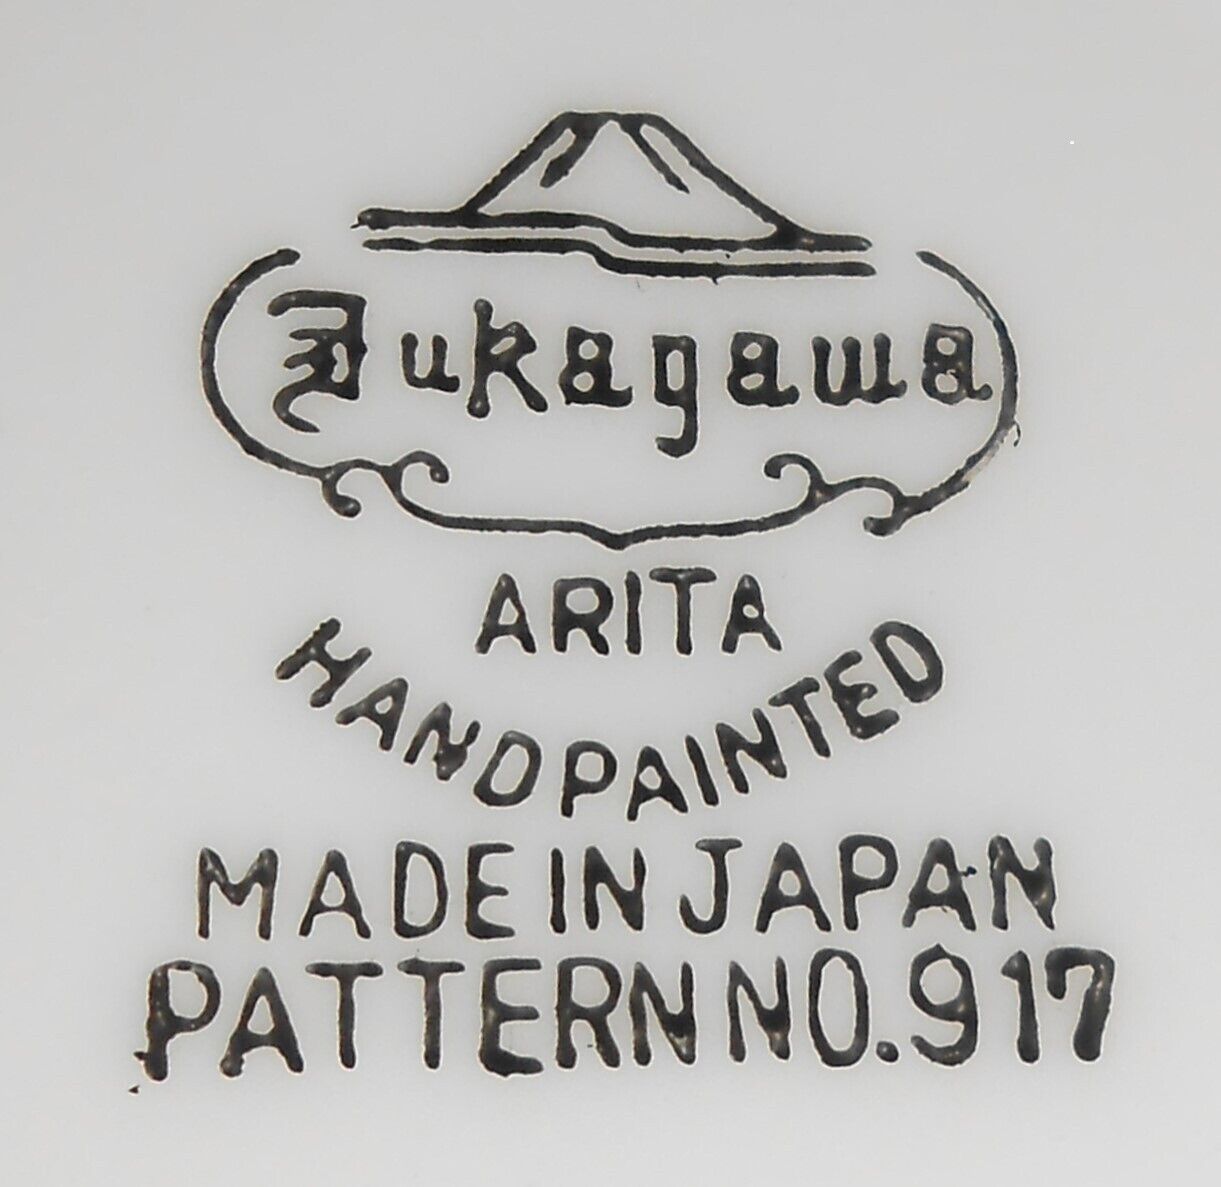 Fukagawa
ARITA
HANDPAINTED
MADE IN JAPAN
PATTERN NO. 917